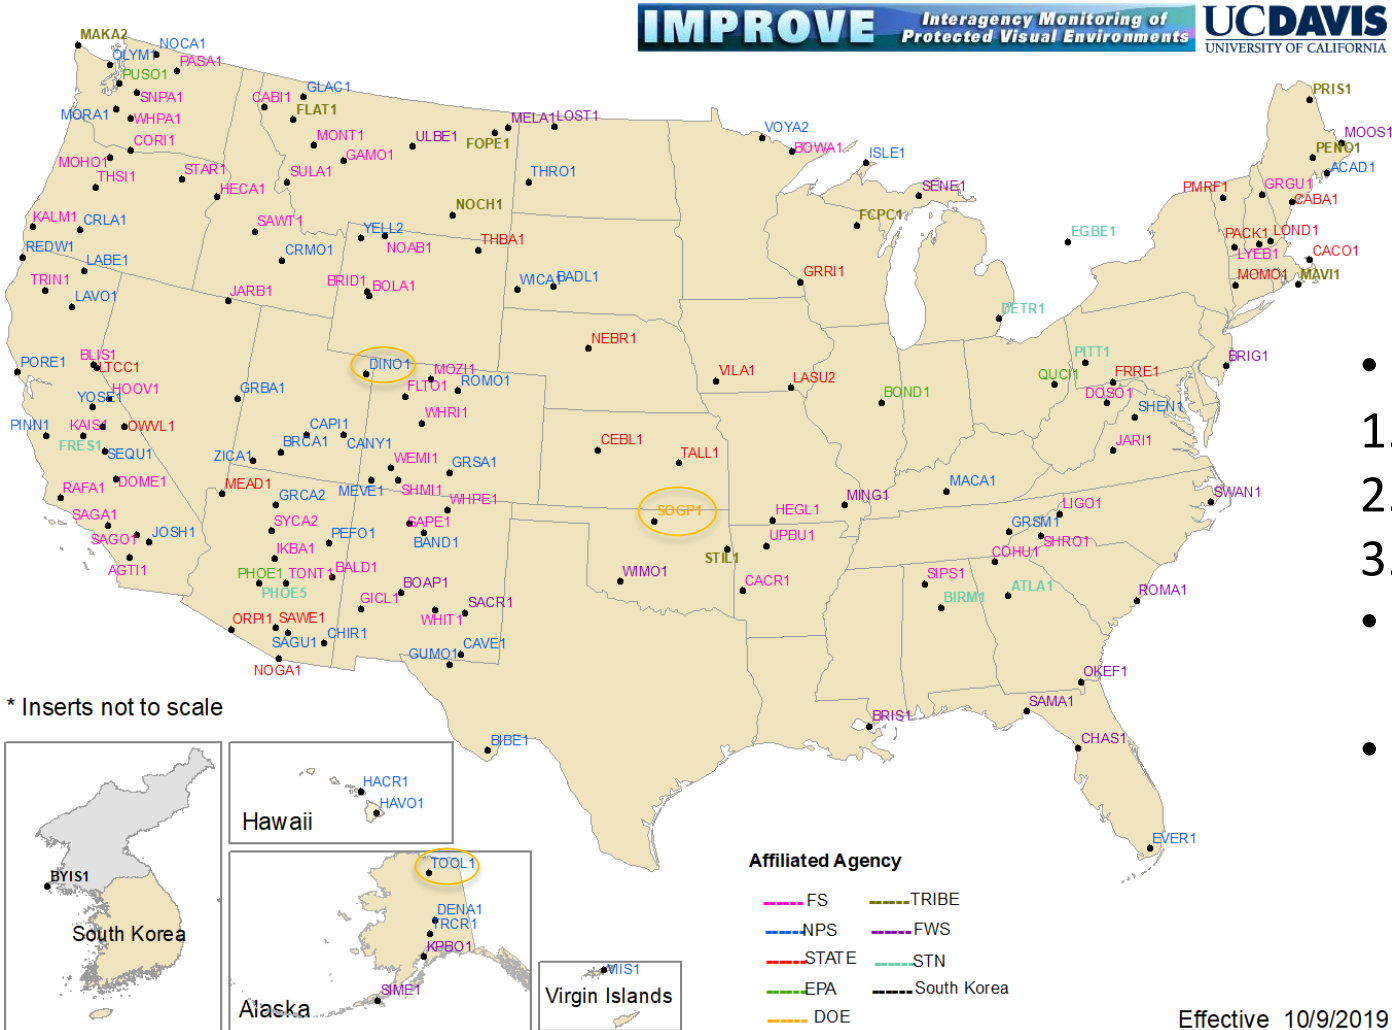 IMPROVE Interagency Monitoring of
Protected Visual Environments
UCDAVIS
UNIVERSITY OF CALIFORNIA
MAKA2
NOCA1
OLYM1
PASA1
PUSO1
SNPA1
MORA1
WHPA1
CORI1
MOHO1
THSI1
STAR1
HECA1
KALM1
CRLA1
REDW1
LABE1
TRIN1
LAVO1
GLAC1
CABI1
FLAT1
MONT1
GAMO1
SULA1
ULBE1
FOPE1
MELA1
LOST1
THRO1
NOCH1
SAWT1
CRMO1
YELL2
NOAB1
THBA1
JARB1
BRID1
BOLA1
WICA1
BADL1
VOYA2
BOWA1
ISLE1
SENE1
FCPC1
GRRI1
EGBE1
DETR1
PRIS1
MOOS1
PENO1
ACAD1
PMRF1
GRGU1
CABA1
PACK1
LOND1
LYEB1
CACO1
MOMO1
MAVI1
PORE1
BLIS1
LTCC1
HOOV1
YOSE1
PINN1
KAIS1
OWVL1
FRES1
SEQU1
DOME1
RAFA1
SAGA1
SAGO1
JOSH1
AGTI1
GRBA1
DINO1
MOZI1
FLTO1
ROMO1
WHRI1
CAPI1
BRCA1
CANY1
ZICA1
WEMI1
GRSA1
MEAD1
MEVE1
SHMI1
WHPE1
GRCA2
SYCA2
PEFO1
SAPE1
BAND1
IKBA1
PHOE1
TONT1
BALD1
PHOE5
BOAP1
GICL1
SACR1
WHIT1
ORPI1
SAWE1
SAGU1
CHIR1
NOGA1
GUMO1
CAVE1
BIBE1
NEBR1
VILA1
LASU2
BOND1
CEBL1
TALL1
SOGP1
STIL1
WIMO1
HEGL1
UPBU1
CACR1
MING1
MACA1
PITT1
QUCI1
FRRE1
DOSO1
SHEN1
JARI1
BRIG1
SWAN1
LIGO1
GRSM1
SHRO1
COHU1
SIPS1
BIRM1
ATLA1
ROMA1
OKEF1
SAMA1
CHAS1
BRIS1
EVER1
•
1.
2.
3.
•
•
* Inserts not to scale
BYIS1
South Korea
HACR1
HAVO1
Hawaii
TOOL1
DENA1
TRCR1
KPBO1
SIME1
Alaska
VIIS1
Virgin Islands
Affiliated Agency
FS
TRIBE
NPS
FWS
STATE
STN
EPA
South Korea
DOE
Effective 10/9/2019